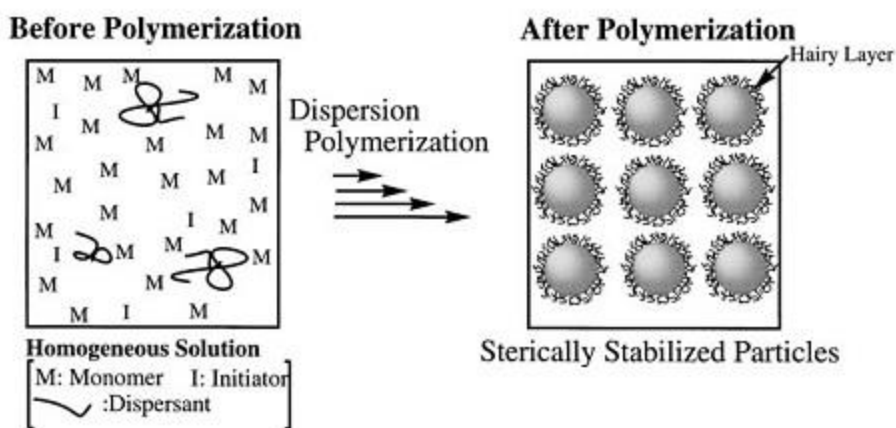 Before Polymerization
M M M M M
I M M M
M M
M M M M I
M
M I M M
M M M M
I M
M M
M I M
Homogeneous Solution
M: Monomer I: Initiator
:Dispersant
Dispersion
Polymerization
After Polymerization
Hairy Layer
Sterically Stabilized Particles